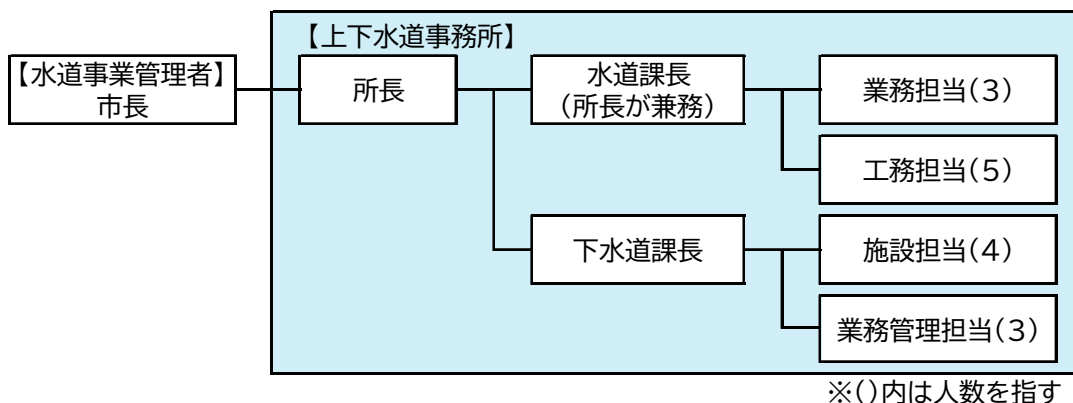 【上下水道事務所】
【水道事業管理者】
市長
所長
水道課長
（所長が兼務）
業務担当（３）
工務担当（５）
下水道課長
施設担当（４）
業務管理担当（３）
※（）内は人数を指す